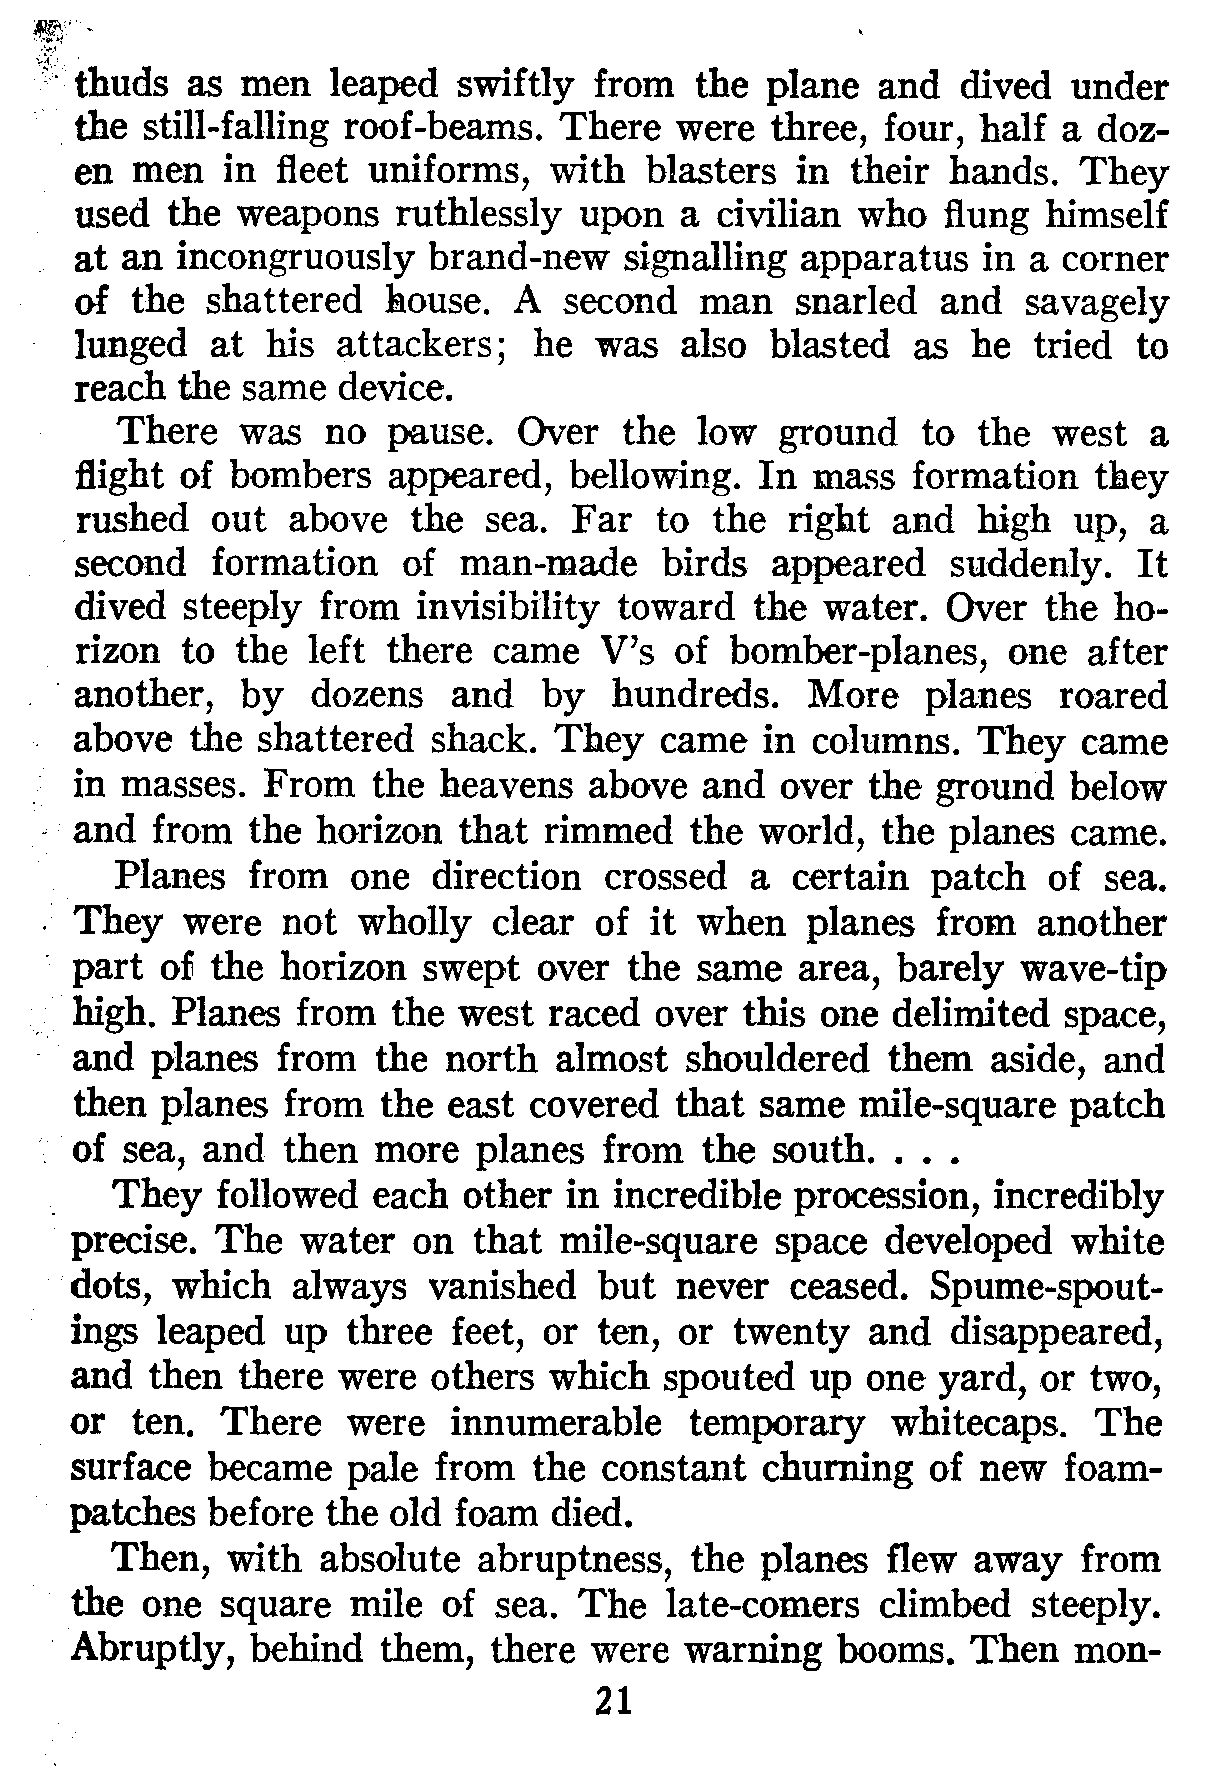 thuds as men leaped swiftly from the plane and dived under
the still-falling roof-beams. There were three, four, half a doz-
en men in fleet uniforms, with blasters in their hands. They
used the weapons ruthlessly upon a civilian who flung himself
at an incongruously brand-new signalling apparatus in a corner
of the shattered house. A second man snarled and savagely
lunged at his attackers; he was also blasted as he tried to
reach the same device.
There was no pause. Over the low ground to the west a
flight of bombers appeared, bellowing. In mass formation they
rushed out above the sea. Far to the right and high up, a
second formation of man-made birds appeared suddenly. It
dived steeply from invisibility toward the water. Over the ho-
rizon to the left there came V's of bomber-planes, one after
another, by dozens and by hundreds. More planes roared
above the shattered shack. They came in columns. They came
in masses. From the heavens above and over the ground below
and from the horizon that rimmed the world, the planes came.
Planes from one direction crossed a certain patch of sea.
They were not wholly clear of it when planes from another
part of the horizon swept over the same area, barely wave-tip
high. Planes from the west raced over this one delimited space,
and planes from the north almost shouldered them aside, and
then planes from the east covered that same mile-square patch
of sea, and then more planes from the south. . . .
They followed each other in incredible procession, incredibly
precise. The water on that mile-square space developed white
dots, which always vanished but never ceased. Spume-spout-
ings leaped up three feet, or ten, or twenty and disappeared,
and then there were others which spouted up one yard, or two,
or ten. There were innumerable temporary whitecaps. The
surface became pale from the constant churning of new foam-
patches before the old foam died.
Then, with absolute abruptness, the planes flew away from
the one square mile of sea. The late-comers climbed steeply.
Abruptly, behind them, there were warning booms. Then mon-
21